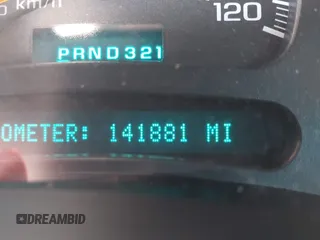 km/h
120
PRND321
OMETER: 141881 MI
DREAMBID